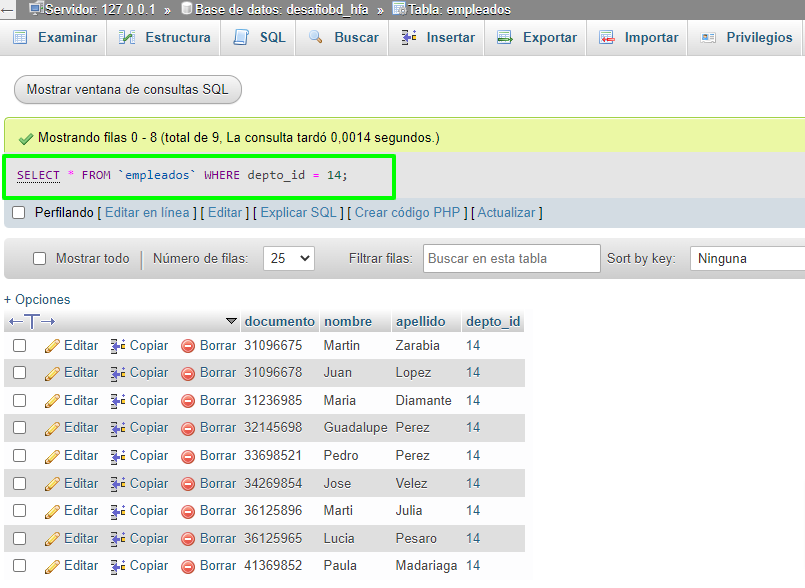 Servidor: 127.0.0.1 » Base de datos: desafiobd_hfa » Tabla: empleados
Examinar Estructura SQL Buscar Insertar Exportar Importar Privilegios
Mostrar ventana de consultas SQL
Mostrando filas 0 - 8 (total de 9, La consulta tardó 0,0014 segundos.)
SELECT * FROM `empleados` WHERE depto_id = 14;
Perfilando [ Editar en línea ] [ Editar ] [ Explicar SQL ] [ Crear código PHP ] [ Actualizar ]
Mostrar todo Número de filas: 25 Filtrar filas: Buscar en esta tabla Sort by key: Ninguna
+ Opciones
←T→ documento nombre apellido depto_id
Editar Copiar Borrar 31096675 Martin Zarabia 14
Editar Copiar Borrar 31096678 Juan Lopez 14
Editar Copiar Borrar 31236985 Maria Diamante 14
Editar Copiar Borrar 32145698 Guadalupe Perez 14
Editar Copiar Borrar 33698521 Pedro Perez 14
Editar Copiar Borrar 34269854 Jose Velez 14
Editar Copiar Borrar 36125896 Marti Julia 14
Editar Copiar Borrar 36125965 Lucia Pesaro 14
Editar Copiar Borrar 41369852 Paula Madariaga 14